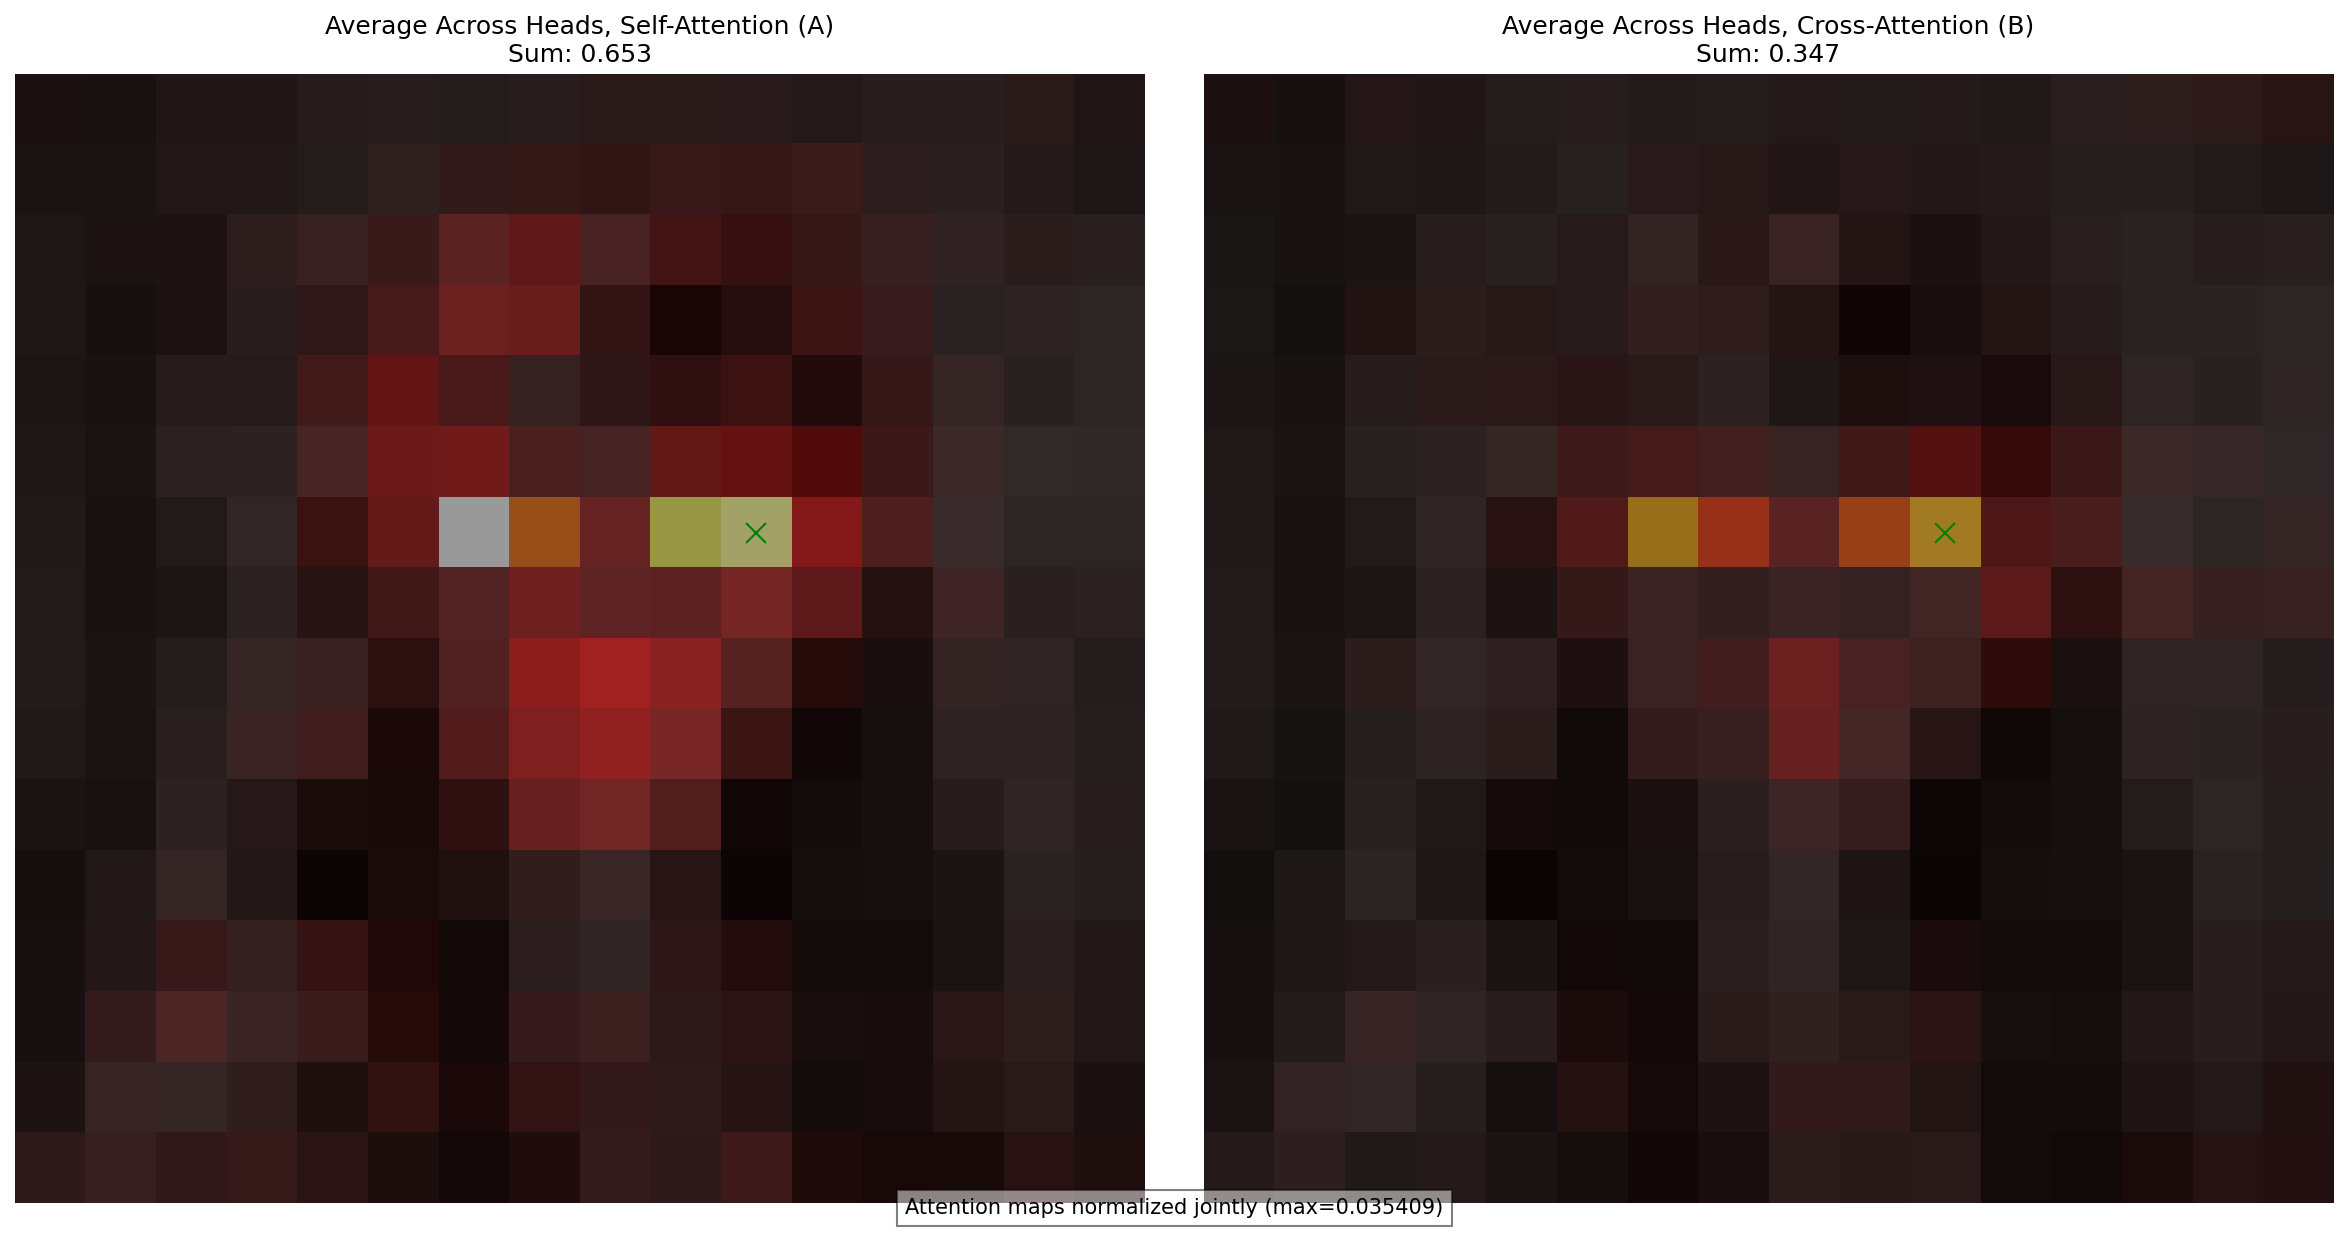 Average Across Heads, Self-Attention (A)
Sum: 0.653
Average Across Heads, Cross-Attention (B)
Sum: 0.347
Attention maps normalized jointly (max=0.035409)